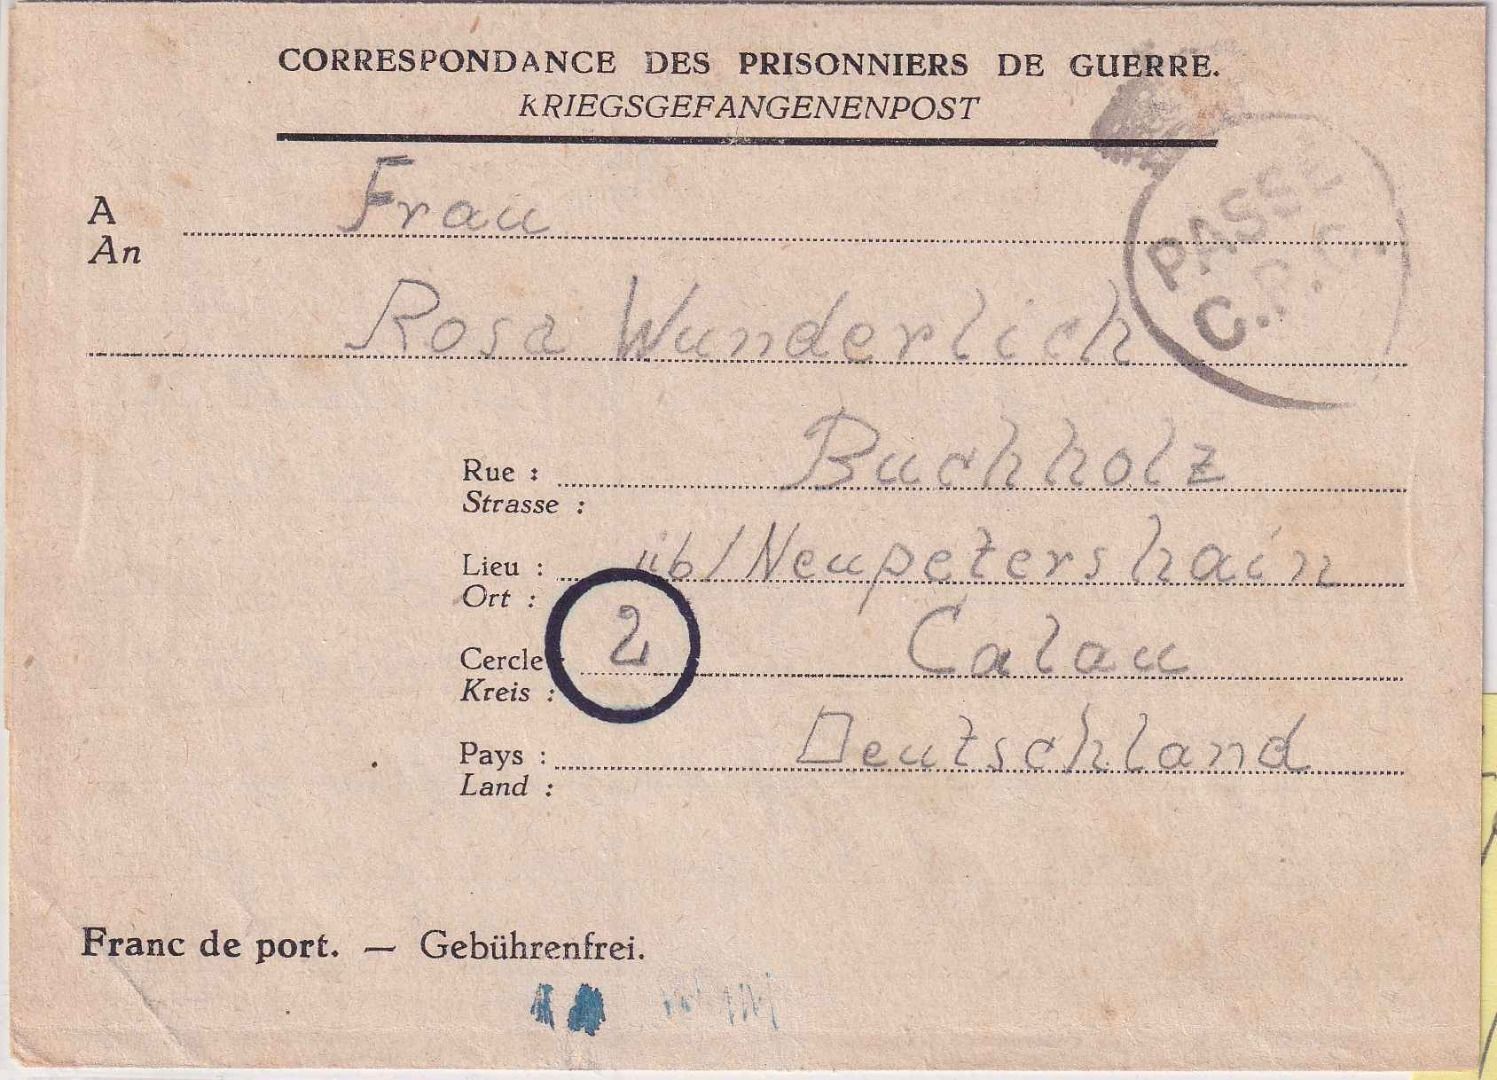 CORRESPONDANCE DES PRISONNIERS DE GUERRE.
KRIEGSGEFANGENENPOST
A Frau
An
Rosa Wunderlich
PASSÉ
C.P.C.
Rue : Buchholz
Strasse :
Lieu : üb/Neupetershain
Ort :
Cercle 2 Calau
Kreis :
Pays : Deutschland
Land :
Franc de port. — Gebührenfrei.